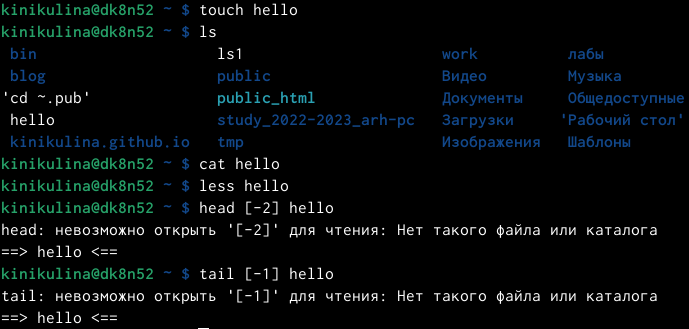 kinikulina@dk8n52 ~ $ touch hello
kinikulina@dk8n52 ~ $ ls
bin ls1 work лабы
blog public Видео Музыка
'cd ~.pub' public_html Документы Общедоступные
hello study_2022-2023_arh-pc Загрузки 'Рабочий стол'
kinikulina.github.io tmp Изображения Шаблоны
kinikulina@dk8n52 ~ $ cat hello
kinikulina@dk8n52 ~ $ less hello
kinikulina@dk8n52 ~ $ head [-2] hello
head: невозможно открыть '[-2]' для чтения: Нет такого файла или каталога
==> hello <==
kinikulina@dk8n52 ~ $ tail [-1] hello
tail: невозможно открыть '[-1]' для чтения: Нет такого файла или каталога
==> hello <==